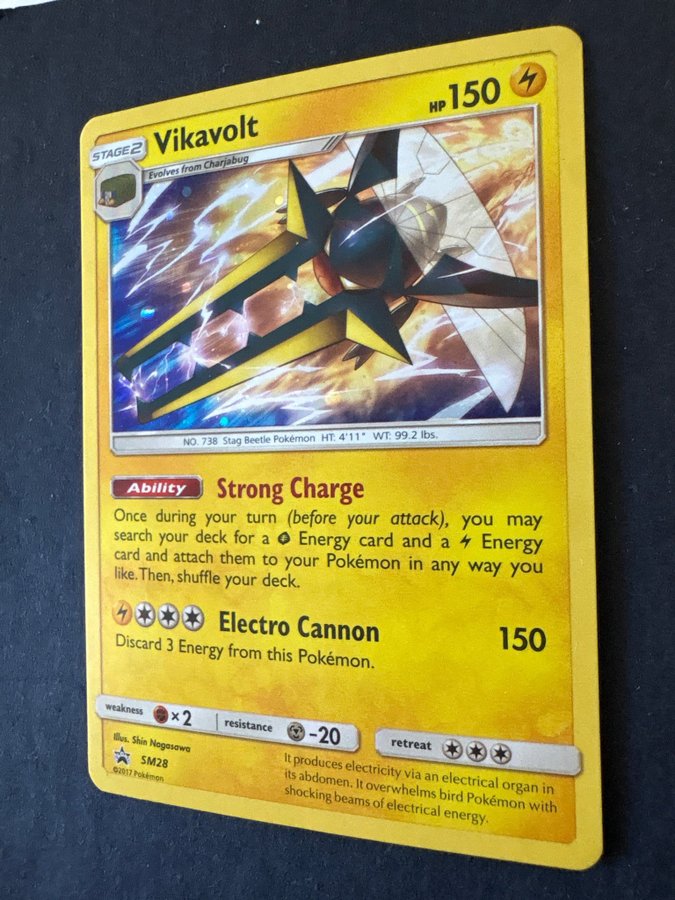 STAGE2 Vikavolt HP 150
Evolves from Charjabug
NO. 738 Stag Beetle Pokémon HT: 4'11" WT: 99.2 lbs.
Ability Strong Charge
Once during your turn (before your attack), you may
search your deck for a Energy card and a Energy
card and attach them to your Pokémon in any way you
like. Then, shuffle your deck.
Electro Cannon 150
Discard 3 Energy from this Pokémon.
weakness ×2 resistance -20 retreat
Illus. Shin Nagasawa
SM28
©2017 Pokémon
It produces electricity via an electrical organ in
its abdomen. It overwhelms bird Pokémon with
shocking beams of electrical energy.